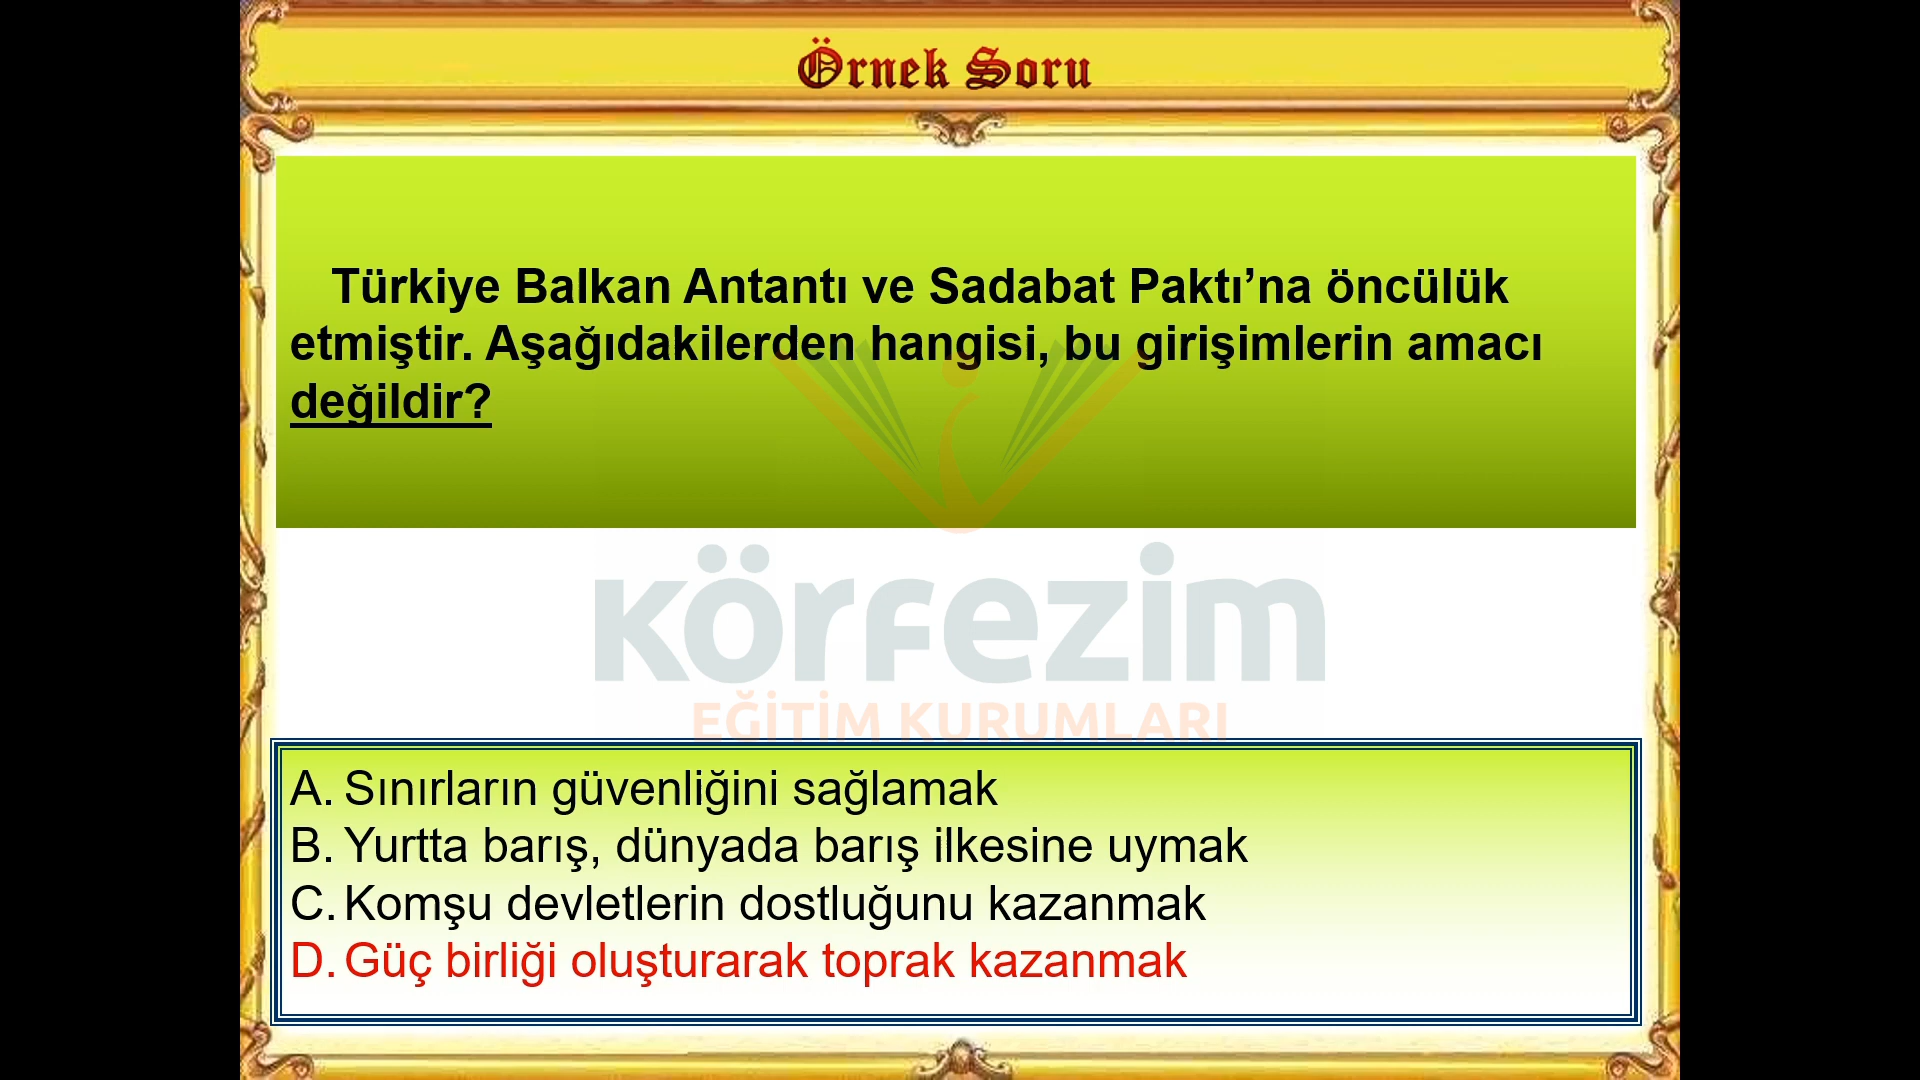 Örnek Soru
Türkiye Balkan Antantı ve Sadabat Paktı’na öncülük
etmiştir. Aşağıdakilerden hangisi, bu girişimlerin amacı
değildir?
KÖRFEZİM
EĞİTİM KURUMLARI
A. Sınırların güvenliğini sağlamak
B. Yurtta barış, dünyada barış ilkesine uymak
C. Komşu devletlerin dostluğunu kazanmak
D. Güç birliği oluşturarak toprak kazanmak